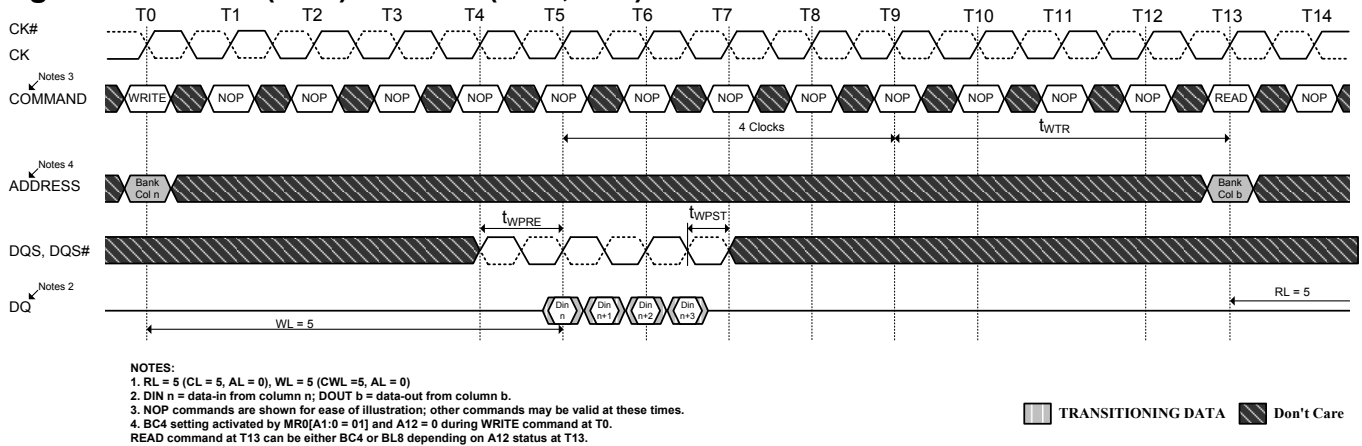 T0 T1 T2 T3 T4 T5 T6 T7 T8 T9 T10 T11 T12 T13 T14
CK#
CK
Notes 3
COMMAND
WRITE NOP NOP NOP NOP NOP NOP NOP NOP NOP NOP NOP NOP READ NOP
4 Clocks
tWTR
Notes 4
ADDRESS
Bank
Col n
Bank
Col b
tWPRE
tWPST
DQS, DQS#
Notes 2
DQ
Din
n
Din
n+1
Din
n+2
Din
n+3
RL = 5
WL = 5
NOTES:
1. RL = 5 (CL = 5, AL = 0), WL = 5 (CWL =5, AL = 0)
2. DIN n = data-in from column n; DOUT b = data-out from column b.
3. NOP commands are shown for ease of illustration; other commands may be valid at these times.
4. BC4 setting activated by MR0[A1:0 = 01] and A12 = 0 during WRITE command at T0.
READ command at T13 can be either BC4 or BL8 depending on A12 status at T13.
TRANSITIONING DATA
Don't Care